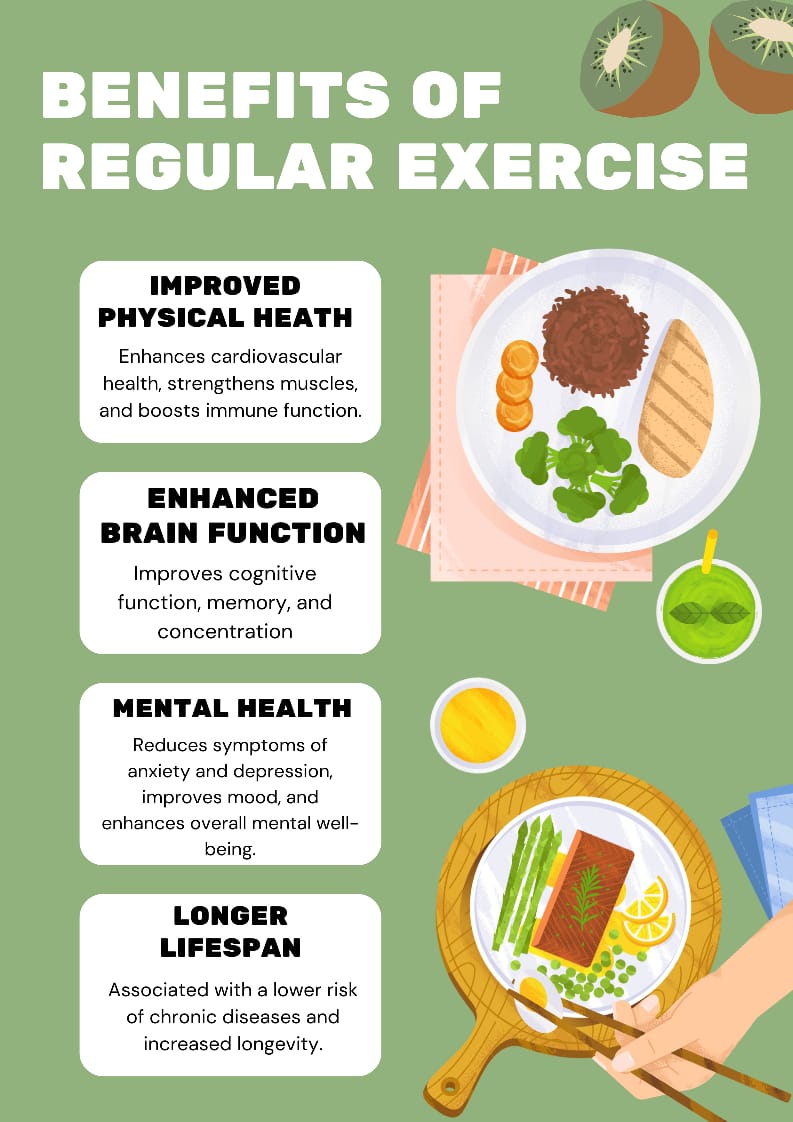 BENEFITS OF
REGULAR EXERCISE
IMPROVED
PHYSICAL HEATH
Enhances cardiovascular
health, strengthens muscles,
and boosts immune function.
ENHANCED
BRAIN FUNCTION
Improves cognitive
function, memory, and
concentration
MENTAL HEALTH
Reduces symptoms of
anxiety and depression,
improves mood, and
enhances overall mental well-
being.
LONGER
LIFESPAN
Associated with a lower risk
of chronic diseases and
increased longevity.